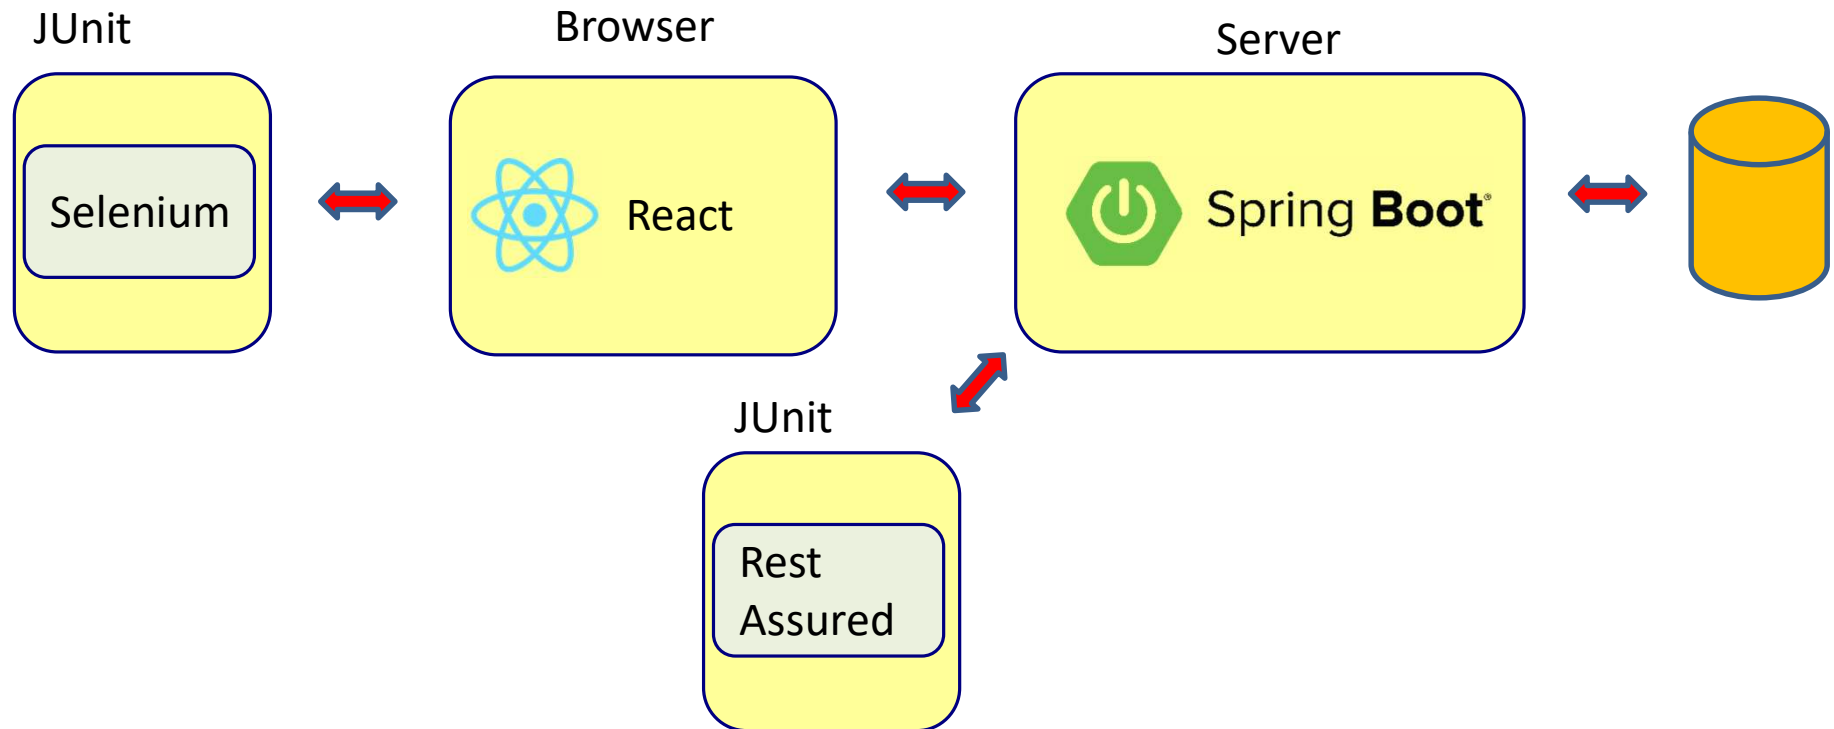 JUnit
Browser
Server
Selenium
React
Spring Boot®
JUnit
Rest
Assured